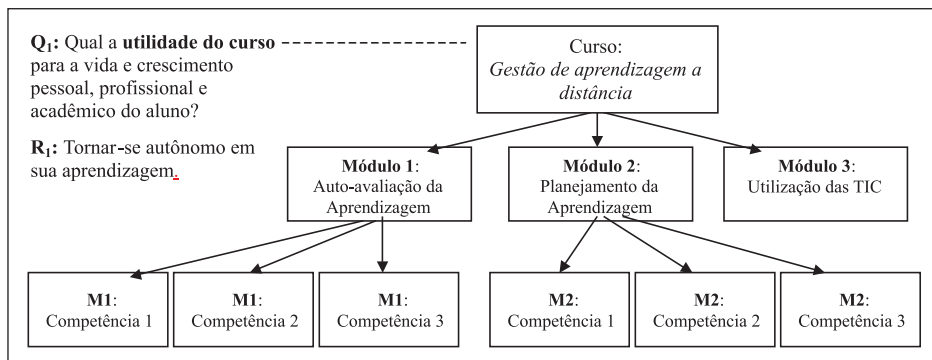 Q1: Qual a utilidade do curso
para a vida e crescimento
pessoal, profissional e
acadêmico do aluno?
R1: Tornar-se autônomo em
sua aprendizagem.
Curso:
Gestão de aprendizagem a
distância
Módulo 1:
Auto-avaliação da
Aprendizagem
Módulo 2:
Planejamento da
Aprendizagem
Módulo 3:
Utilização das TIC
M1:
Competência 1
M1:
Competência 2
M1:
Competência 3
M2:
Competência 1
M2:
Competência 2
M2:
Competência 3